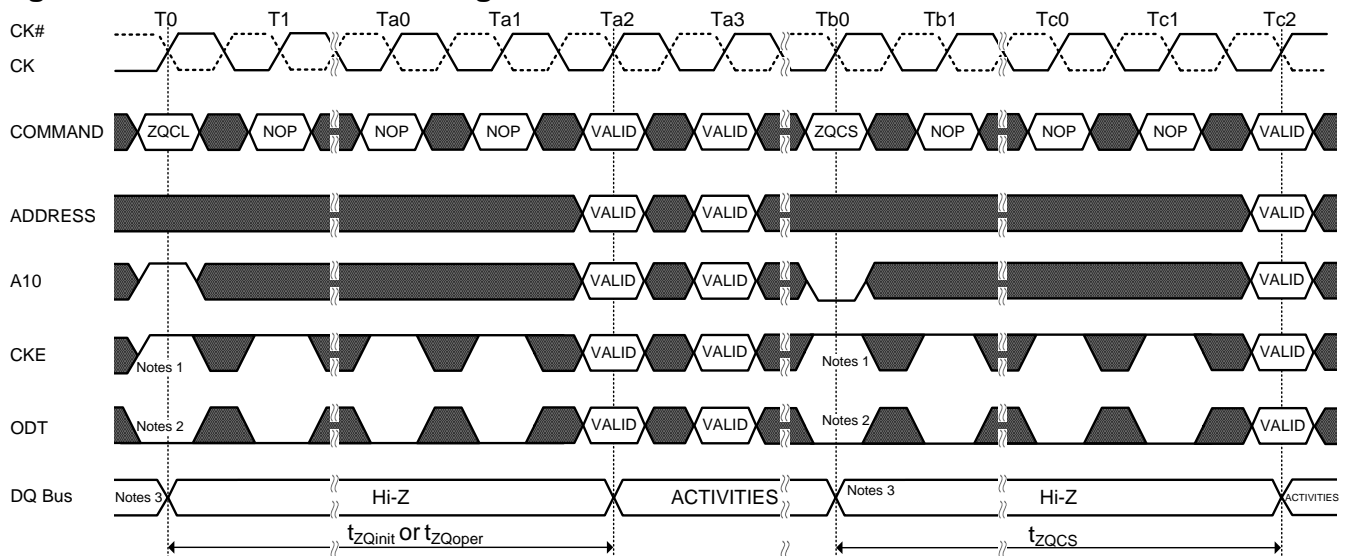 T0 T1 Ta0 Ta1 Ta2 Ta3 Tb0 Tb1 Tc0 Tc1 Tc2
CK#
CK
COMMAND ZQCL NOP NOP NOP VALID VALID ZQCS NOP NOP NOP VALID
ADDRESS VALID VALID VALID
A10 VALID VALID VALID
CKE Notes 1 VALID VALID Notes 1 VALID
ODT Notes 2 VALID VALID Notes 2 VALID
DQ Bus Notes 3 Hi-Z ACTIVITIES Notes 3 Hi-Z ACTIVITIES
tZQinit or tZQoper tZQCS